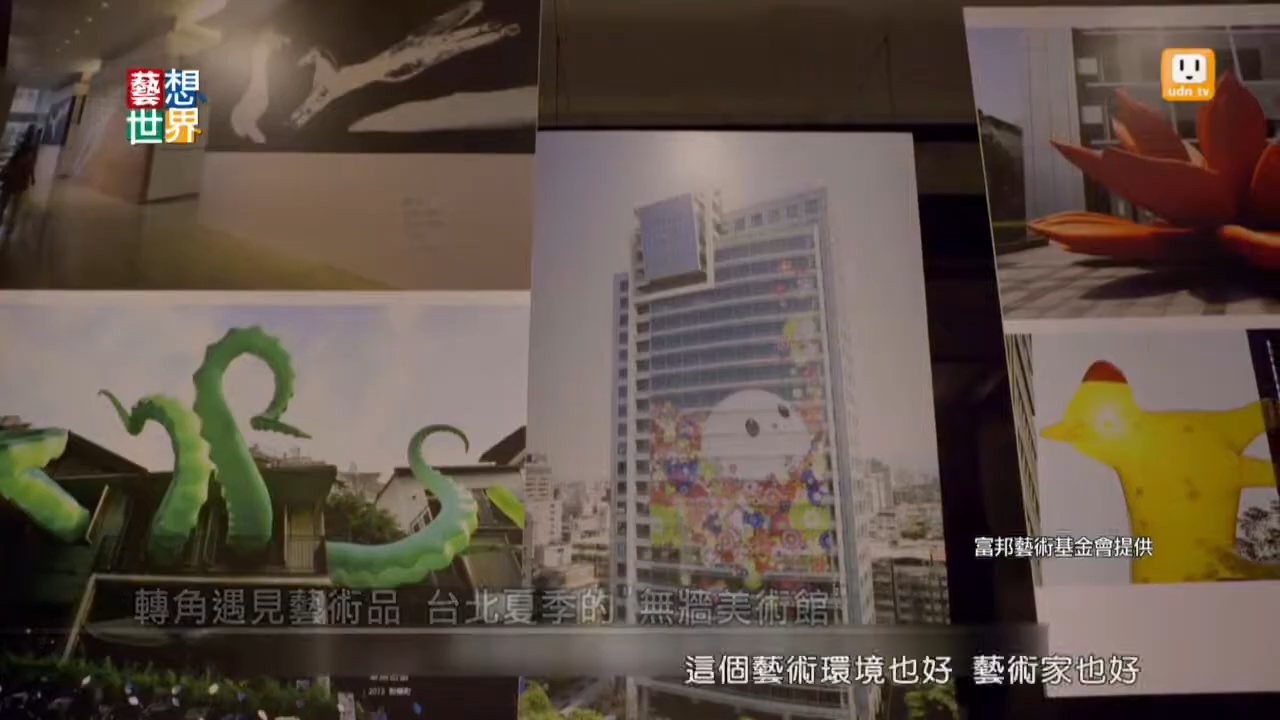 藝想
世界
udn tv
富邦藝術基金會提供
轉角遇見藝術品 台北夏季的 無牆美術館
這個藝術環境也好 藝術家也好